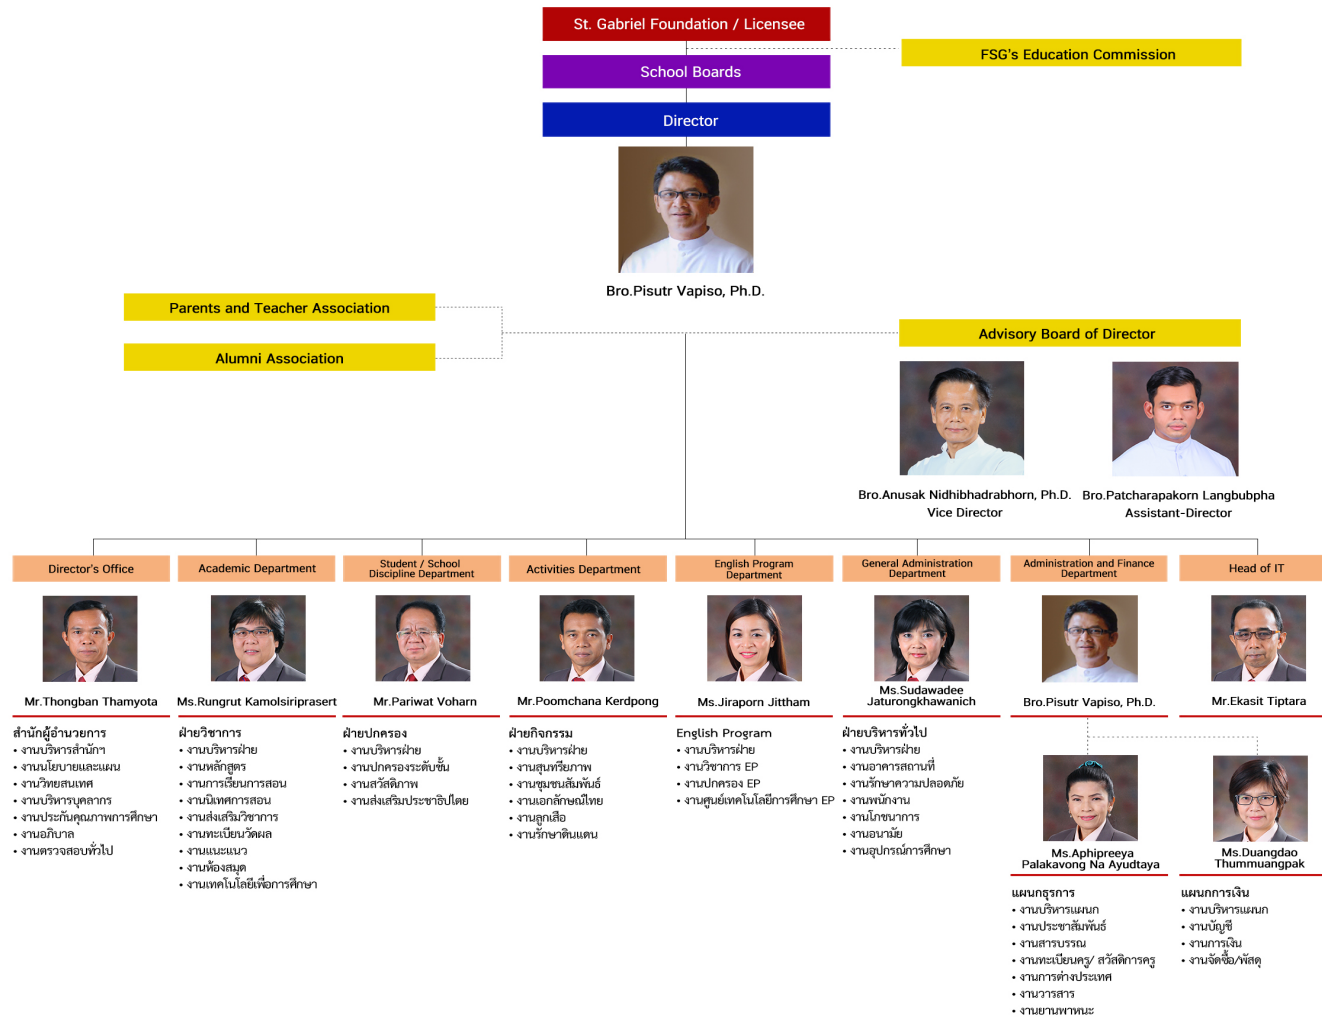 St. Gabriel Foundation / Licensee
FSG's Education Commission
School Boards
Director
Bro.Pisutr Vapiso, Ph.D.
Parents and Teacher Association
Alumni Association
Advisory Board of Director
Bro.Anusak Nidhibhadrabhorn, Ph.D.
Vice Director
Bro.Patcharapakorn Langbubpha
Assistant-Director
Director's Office
Mr.Thongban Thamyota
สำนักผู้อำนวยการ
• งานบริหารสำนักฯ
• งานนโยบายและแผน
• งานวิทยสนเทศ
• งานบริหารบุคลากร
• งานประกันคุณภาพการศึกษา
• งานอภิบาล
• งานตรวจสอบทั่วไป
Academic Department
Ms.Rungrut Kamolsiriprasert
ฝ่ายวิชาการ
• งานบริหารฝ่าย
• งานหลักสูตร
• งานการเรียนการสอน
• งานนิเทศการสอน
• งานส่งเสริมวิชาการ
• งานทะเบียนวัดผล
• งานแนะแนว
• งานห้องสมุด
• งานเทคโนโลยีเพื่อการศึกษา
Student / School
Discipline Department
Mr.Pariwat Voharn
ฝ่ายปกครอง
• งานบริหารฝ่าย
• งานปกครองระดับชั้น
• งานสวัสดิภาพ
• งานส่งเสริมประชาธิปไตย
Activities Department
Mr.Poomchana Kerdpong
ฝ่ายกิจกรรม
• งานบริหารฝ่าย
• งานสุนทรียภาพ
• งานชุมชนสัมพันธ์
• งานเอกลักษณ์ไทย
• งานลูกเสือ
• งานรักษาดินแดน
English Program
Department
Ms.Jiraporn Jittham
English Program
• งานบริหารฝ่าย
• งานวิชาการ EP
• งานปกครอง EP
• งานศูนย์เทคโนโลยีการศึกษา EP
General Administration
Department
Ms.Sudawadee
Jaturongkhawanich
ฝ่ายบริหารทั่วไป
• งานบริหารฝ่าย
• งานอาคารสถานที่
• งานรักษาความปลอดภัย
• งานพนักงาน
• งานโภชนาการ
• งานอนามัย
• งานอุปกรณ์การศึกษา
Administration and Finance
Department
Bro.Pisutr Vapiso, Ph.D.
Head of IT
Mr.Ekasit Tiptara
Ms.Aphipreeya
Palakavong Na Ayudtaya
แผนกธุรการ
• งานบริหารแผนก
• งานประชาสัมพันธ์
• งานสารบรรณ
• งานทะเบียนครู/ สวัสดิการครู
• งานการต่างประเทศ
• งานวารสาร
• งานยานพาหนะ
Ms.Duangdao
Thummuangpak
แผนกการเงิน
• งานบริหารแผนก
• งานบัญชี
• งานการเงิน
• งานจัดซื้อ/พัสดุ